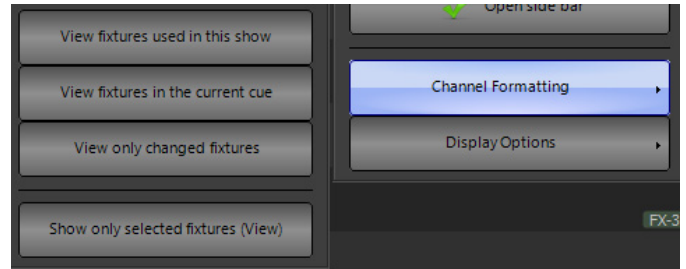 View fixtures used in this show
View fixtures in the current cue
View only changed fixtures
Show only selected fixtures (View)
Open side bar
Channel Formatting
Display Options
FX-3